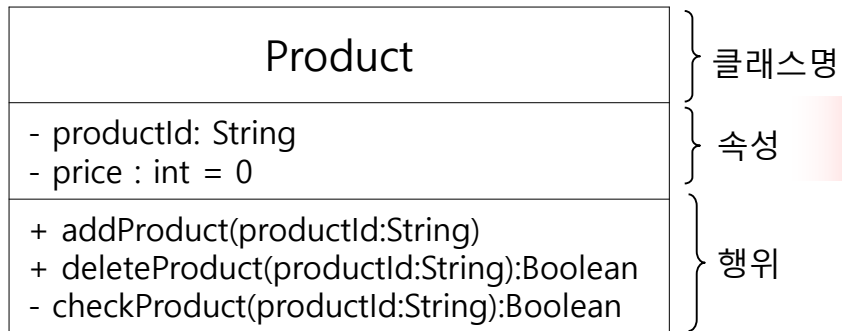 Product
클래스명
- productId: String
- price : int = 0
속성
+ addProduct(productId:String)
+ deleteProduct(productId:String):Boolean
- checkProduct(productId:String):Boolean
행위